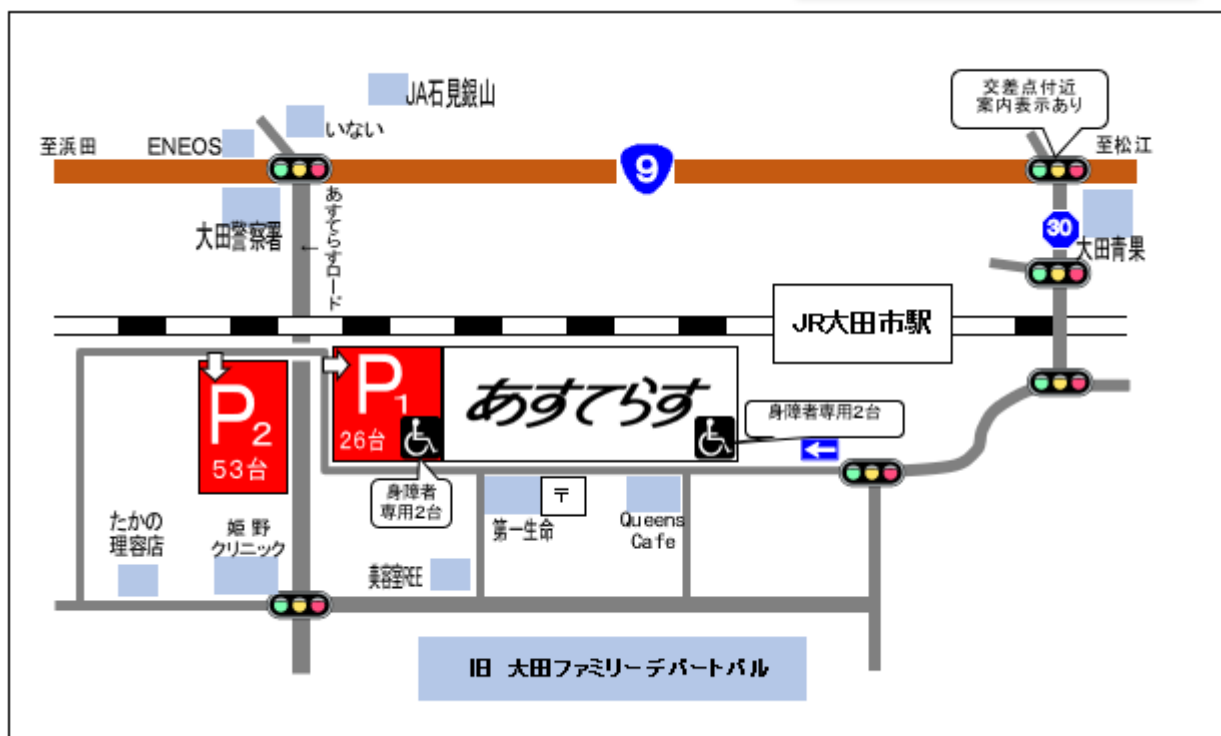 JA石見銀山
いない
ENEOS
至浜田
交差点付近
案内表示あり
至松江
9
大田警察署
あすてらすロード
←
30
大田青果
JR大田市駅
P1
26台
あすてらす
身障者専用2台
P2
53台
身障者
専用2台
〒
第一生命
Queens
Cafe
たかの
理容店
姫野
クリニック
美容室REE
旧 大田ファミリーデパートパル